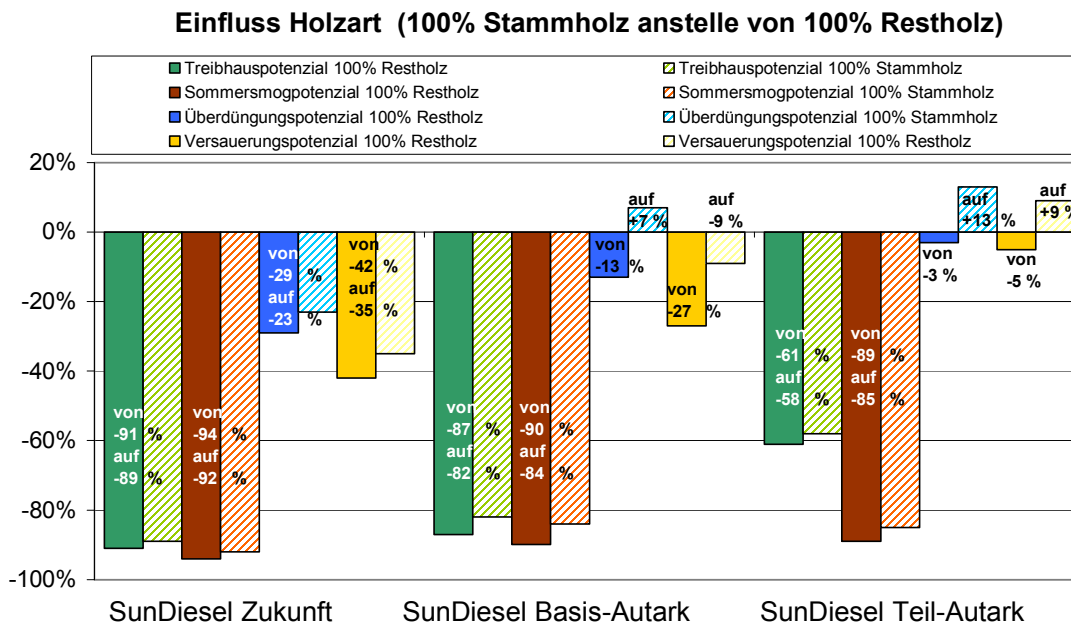 Einfluss Holzart (100% Stammholz anstelle von 100% Restholz)
Treibhauspotenzial 100% Restholz
Treibhauspotenzial 100% Stammholz
Sommersmogpotenzial 100% Restholz
Sommersmogpotenzial 100% Stammholz
Überdüngungspotenzial 100% Restholz
Überdüngungspotenzial 100% Stammholz
Versauerungspotenzial 100% Restholz
Versauerungspotenzial 100% Restholz
20%
0%
-20%
-40%
-60%
-80%
-100%
von
-91 %
auf
-89 %
von
-94 %
auf
-92 %
von
-29 %
auf
-23 %
von
-42 %
auf
-35 %
von
-87 %
auf
-82 %
von
-90 %
auf
-84 %
von
-13 %
auf
+7 %
von
-27 %
auf
-9 %
von
-61 %
auf
-58 %
von
-89 %
auf
-85 %
von
-3 %
auf
+13 %
von
-5 %
auf
+9 %
SunDiesel Zukunft
SunDiesel Basis-Autark
SunDiesel Teil-Autark